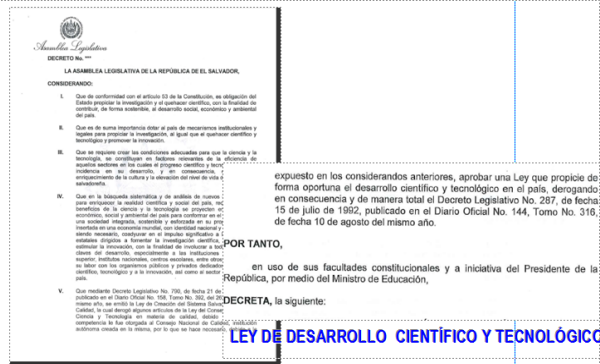 Asamblea Legislativa
DECRETO No. ***
LA ASAMBLEA LEGISLATIVA DE LA REPÚBLICA DE EL SALVADOR,
CONSIDERANDO:
I. Que de conformidad con el artículo 53 de la Constitución, es obligación del
Estado propiciar la investigación y el quehacer científico, con la finalidad de
contribuir, de forma sostenible, al desarrollo social, económico y ambiental
del país.
II. Que es de suma importancia dotar al país de mecanismos institucionales y
legales para propiciar la investigación, al igual que el quehacer científico y
tecnológico y promover la innovación.
III. Que se requiere crear las condiciones adecuadas para que la ciencia y la
tecnología, se constituyan en factores relevantes de la eficiencia de
aquellos sectores en los cuales el progreso científico y
incidencia en su desarrollo, y en consecuencia,
enriquecimiento de la cultura y la elevación del nivel de vida
salvadoreña.
IV. Que en la búsqueda sistemática y de análisis de nuevos
para enriquecer la realidad científica y social del país,
beneficios de la ciencia y la tecnología se proyecten
económico, social y ambiental del país para conformar en el
una sociedad integrada, sostenible y esforzada en su
insertada en una economía mundial, con identidad nacional
siendo necesario, coadyuvar en el impulso significativo a
estatales dirigidos a fomentar la investigación científica,
estimular la innovación, con la finalidad de involucrar a
claves del desarrollo, especialmente a las instituciones
superior, institutos nacionales, centros escolares, entre
su labor con los organismos públicos y privados
científico, tecnológico y a la innovación, así como al sector
país.
V. Que mediante Decreto Legislativo No. 790, de fecha 21 de
publicado en el Diario Oficial No. 158, Tomo No. 392, del
mismo año, se emitió la Ley de Creación del Sistema
Calidad, la cual derogó algunos artículos de la Ley del
Ciencia y Tecnología en materia de calidad, debido
competencia le fue otorgada al Consejo Nacional de Calidad, institución
autónoma creada en la misma, por lo que se hace necesario,
expuesto en los considerandos anteriores, aprobar una Ley que propicie de
forma oportuna el desarrollo científico y tecnológico en el país, derogando
en consecuencia y de manera total el Decreto Legislativo No. 287, de fecha
15 de julio de 1992, publicado en el Diario Oficial No. 144, Tomo No. 316,
de fecha 10 de agosto del mismo año.
POR TANTO,
en uso de sus facultades constitucionales y a iniciativa del Presidente de la
República, por medio del Ministro de Educación,
DECRETA, la siguiente:
LEY DE DESARROLLO CIENTÍFICO Y TECNOLÓGICO